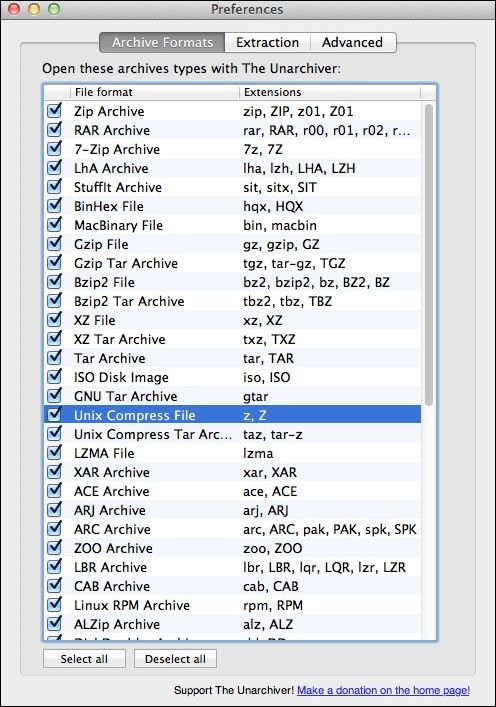 Preferences
Archive Formats Extraction Advanced
Open these archives types with The Unarchiver:
File format Extensions
Zip Archive zip, ZIP, z01, Z01
RAR Archive rar, RAR, r00, r01, r02, r...
7-Zip Archive 7z, 7Z
LhA Archive lha, lzh, LHA, LZH
StuffIt Archive sit, sitx, SIT
BinHex File hqx, HQX
MacBinary File bin, macbin
Gzip File gz, gzip, GZ
Gzip Tar Archive tgz, tar-gz, TGZ
Bzip2 File bz2, bzip2, bz, BZ2, BZ
Bzip2 Tar Archive tbz2, tbz, TBZ
XZ File xz, XZ
XZ Tar Archive txz, TXZ
Tar Archive tar, TAR
ISO Disk Image iso, ISO
GNU Tar Archive gtar
Unix Compress File z, Z
Unix Compress Tar Arc... taz, tar-z
LZMA File lzma
XAR Archive xar, XAR
ACE Archive ace, ACE
ARJ Archive arj, ARJ
ARC Archive arc, ARC, pak, PAK, spk, SPK
ZOO Archive zoo, ZOO
LBR Archive lbr, LBR, lqr, LQR, lzr, LZR
CAB Archive cab, CAB
Linux RPM Archive rpm, RPM
ALZip Archive alz, ALZ
Select all Deselect all
Support The Unarchiver! Make a donation on the home page!